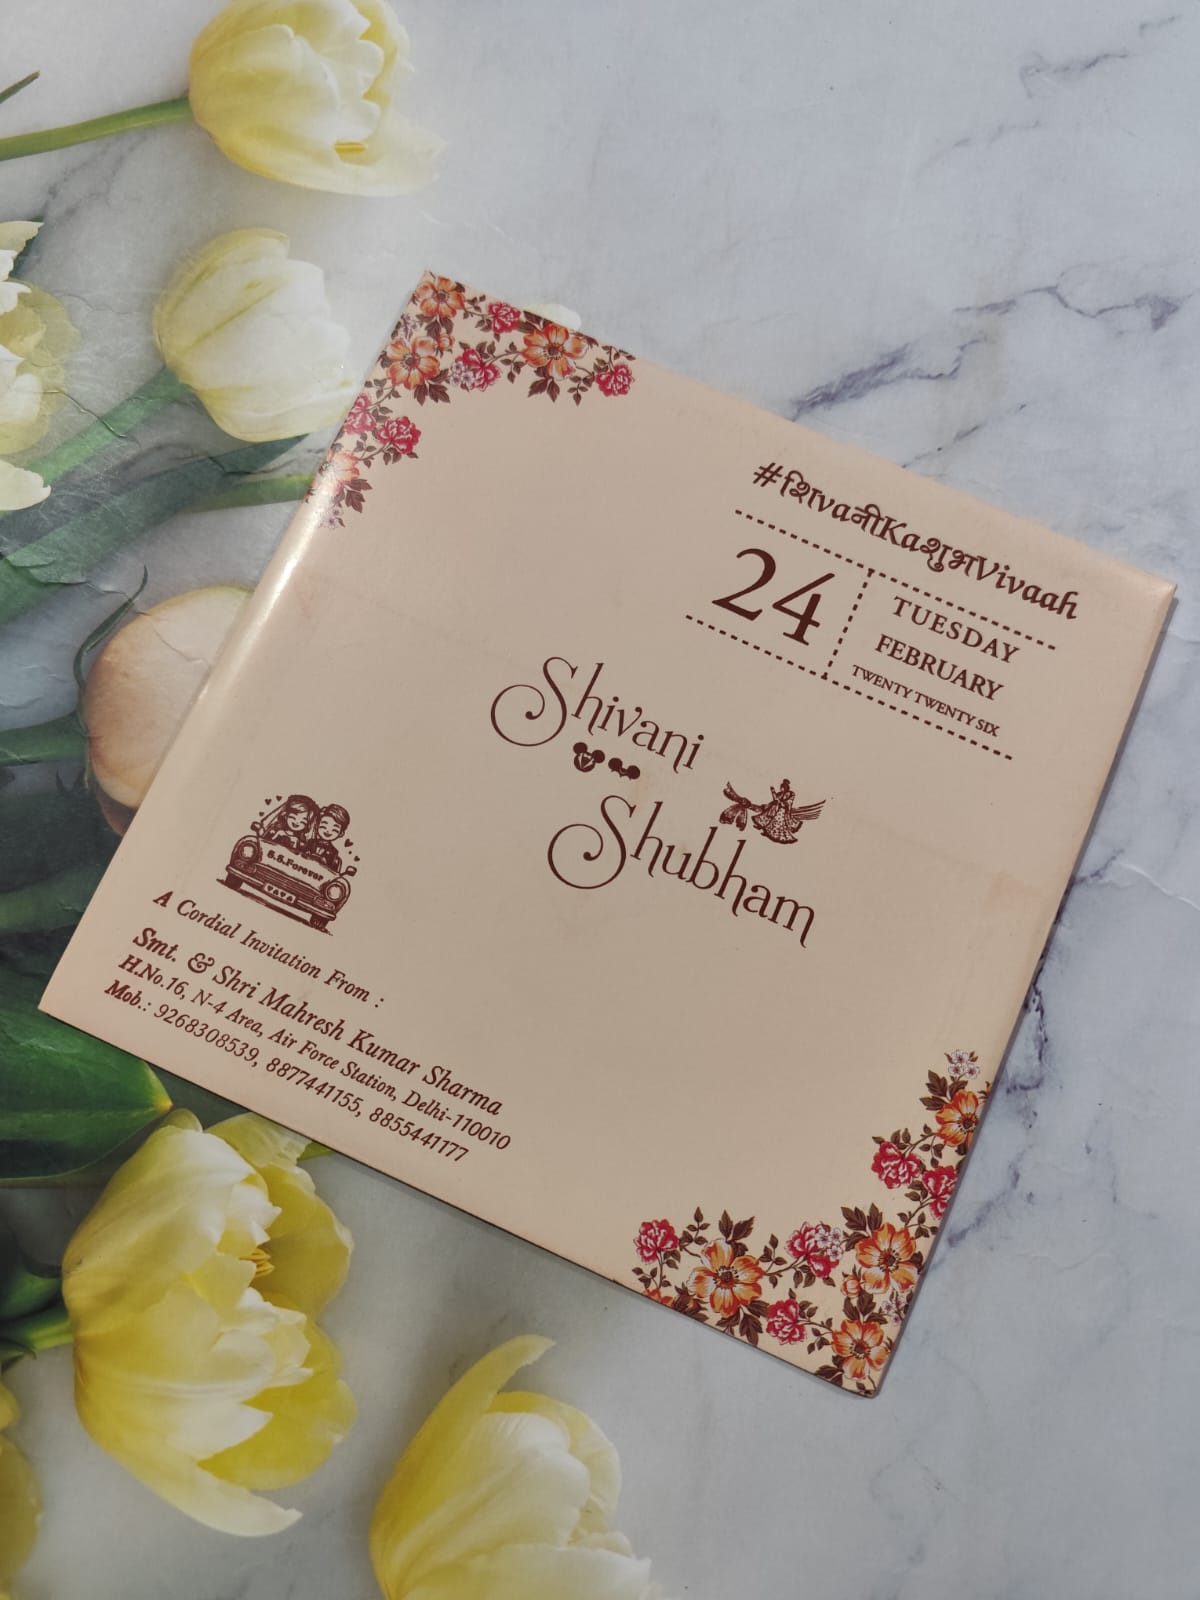 #शिvaनीKaशुभVivaah
24
TUESDAY
FEBRUARY
TWENTY TWENTY SIX
Shivani
Shubham
S.S.Forever
A Cordial Invitation From :
Smt. & Shri Mahresh Kumar Sharma
H.No.16, N-4 Area, Air Force Station, Delhi-110010
Mob.: 9268308539, 8877441155, 8855441177